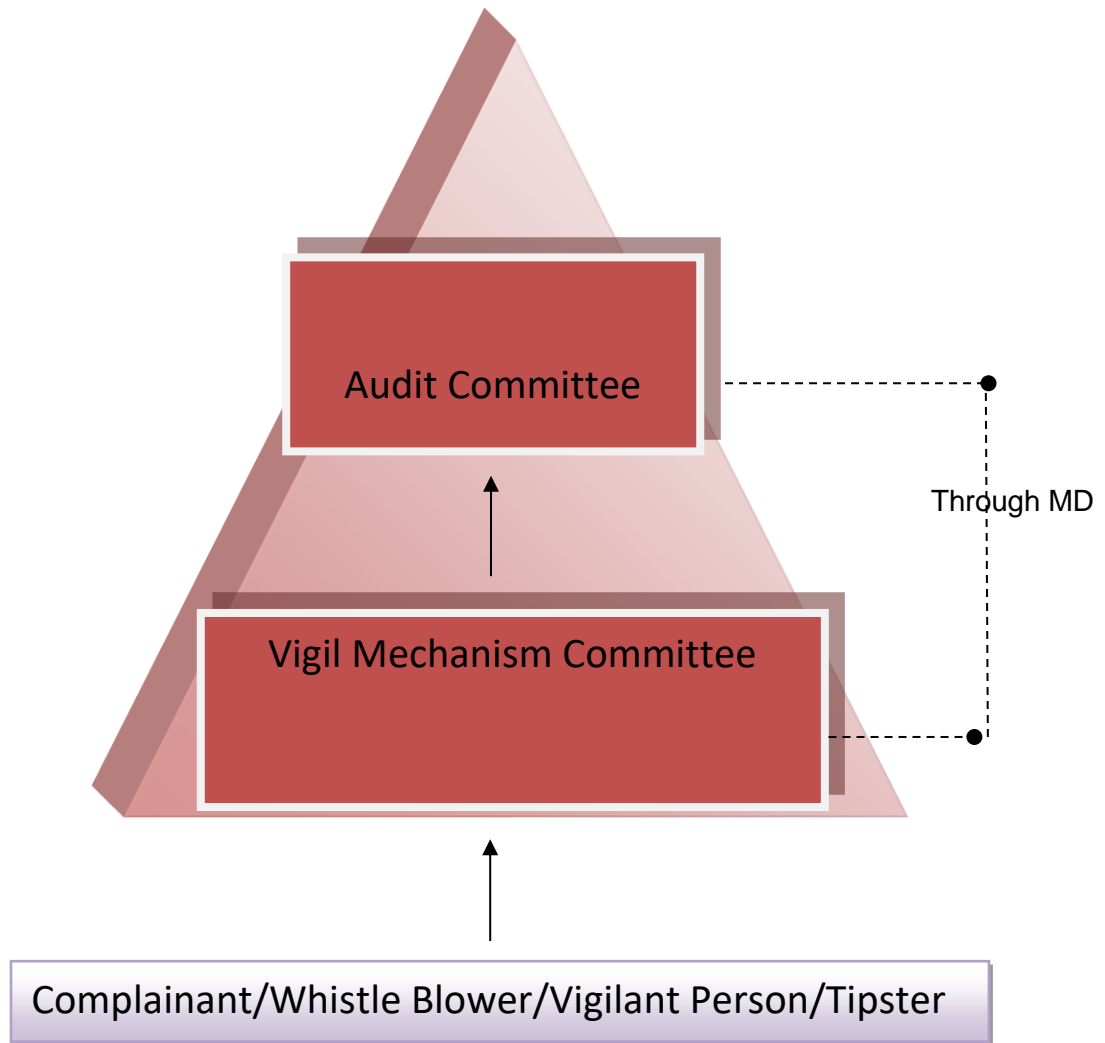 Audit Committee
Through MD
Vigil Mechanism Committee
Complainant/Whistle Blower/Vigilant Person/Tipster